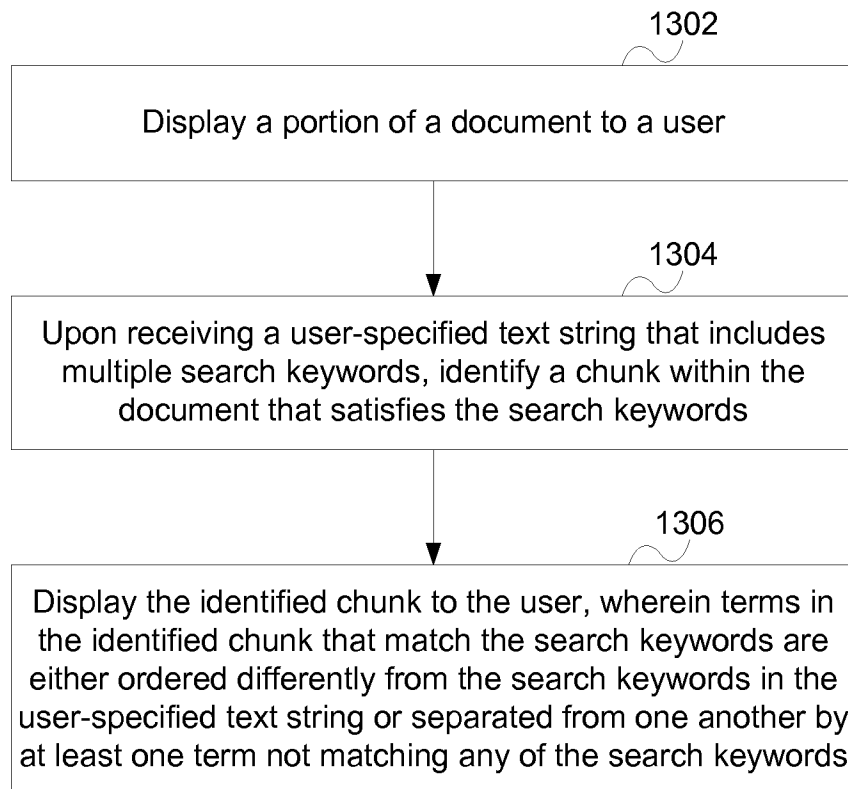 1302
Display a portion of a document to a user
1304
Upon receiving a user-specified text string that includes
multiple search keywords, identify a chunk within the
document that satisfies the search keywords
1306
Display the identified chunk to the user, wherein terms in
the identified chunk that match the search keywords are
either ordered differently from the search keywords in the
user-specified text string or separated from one another by
at least one term not matching any of the search keywords